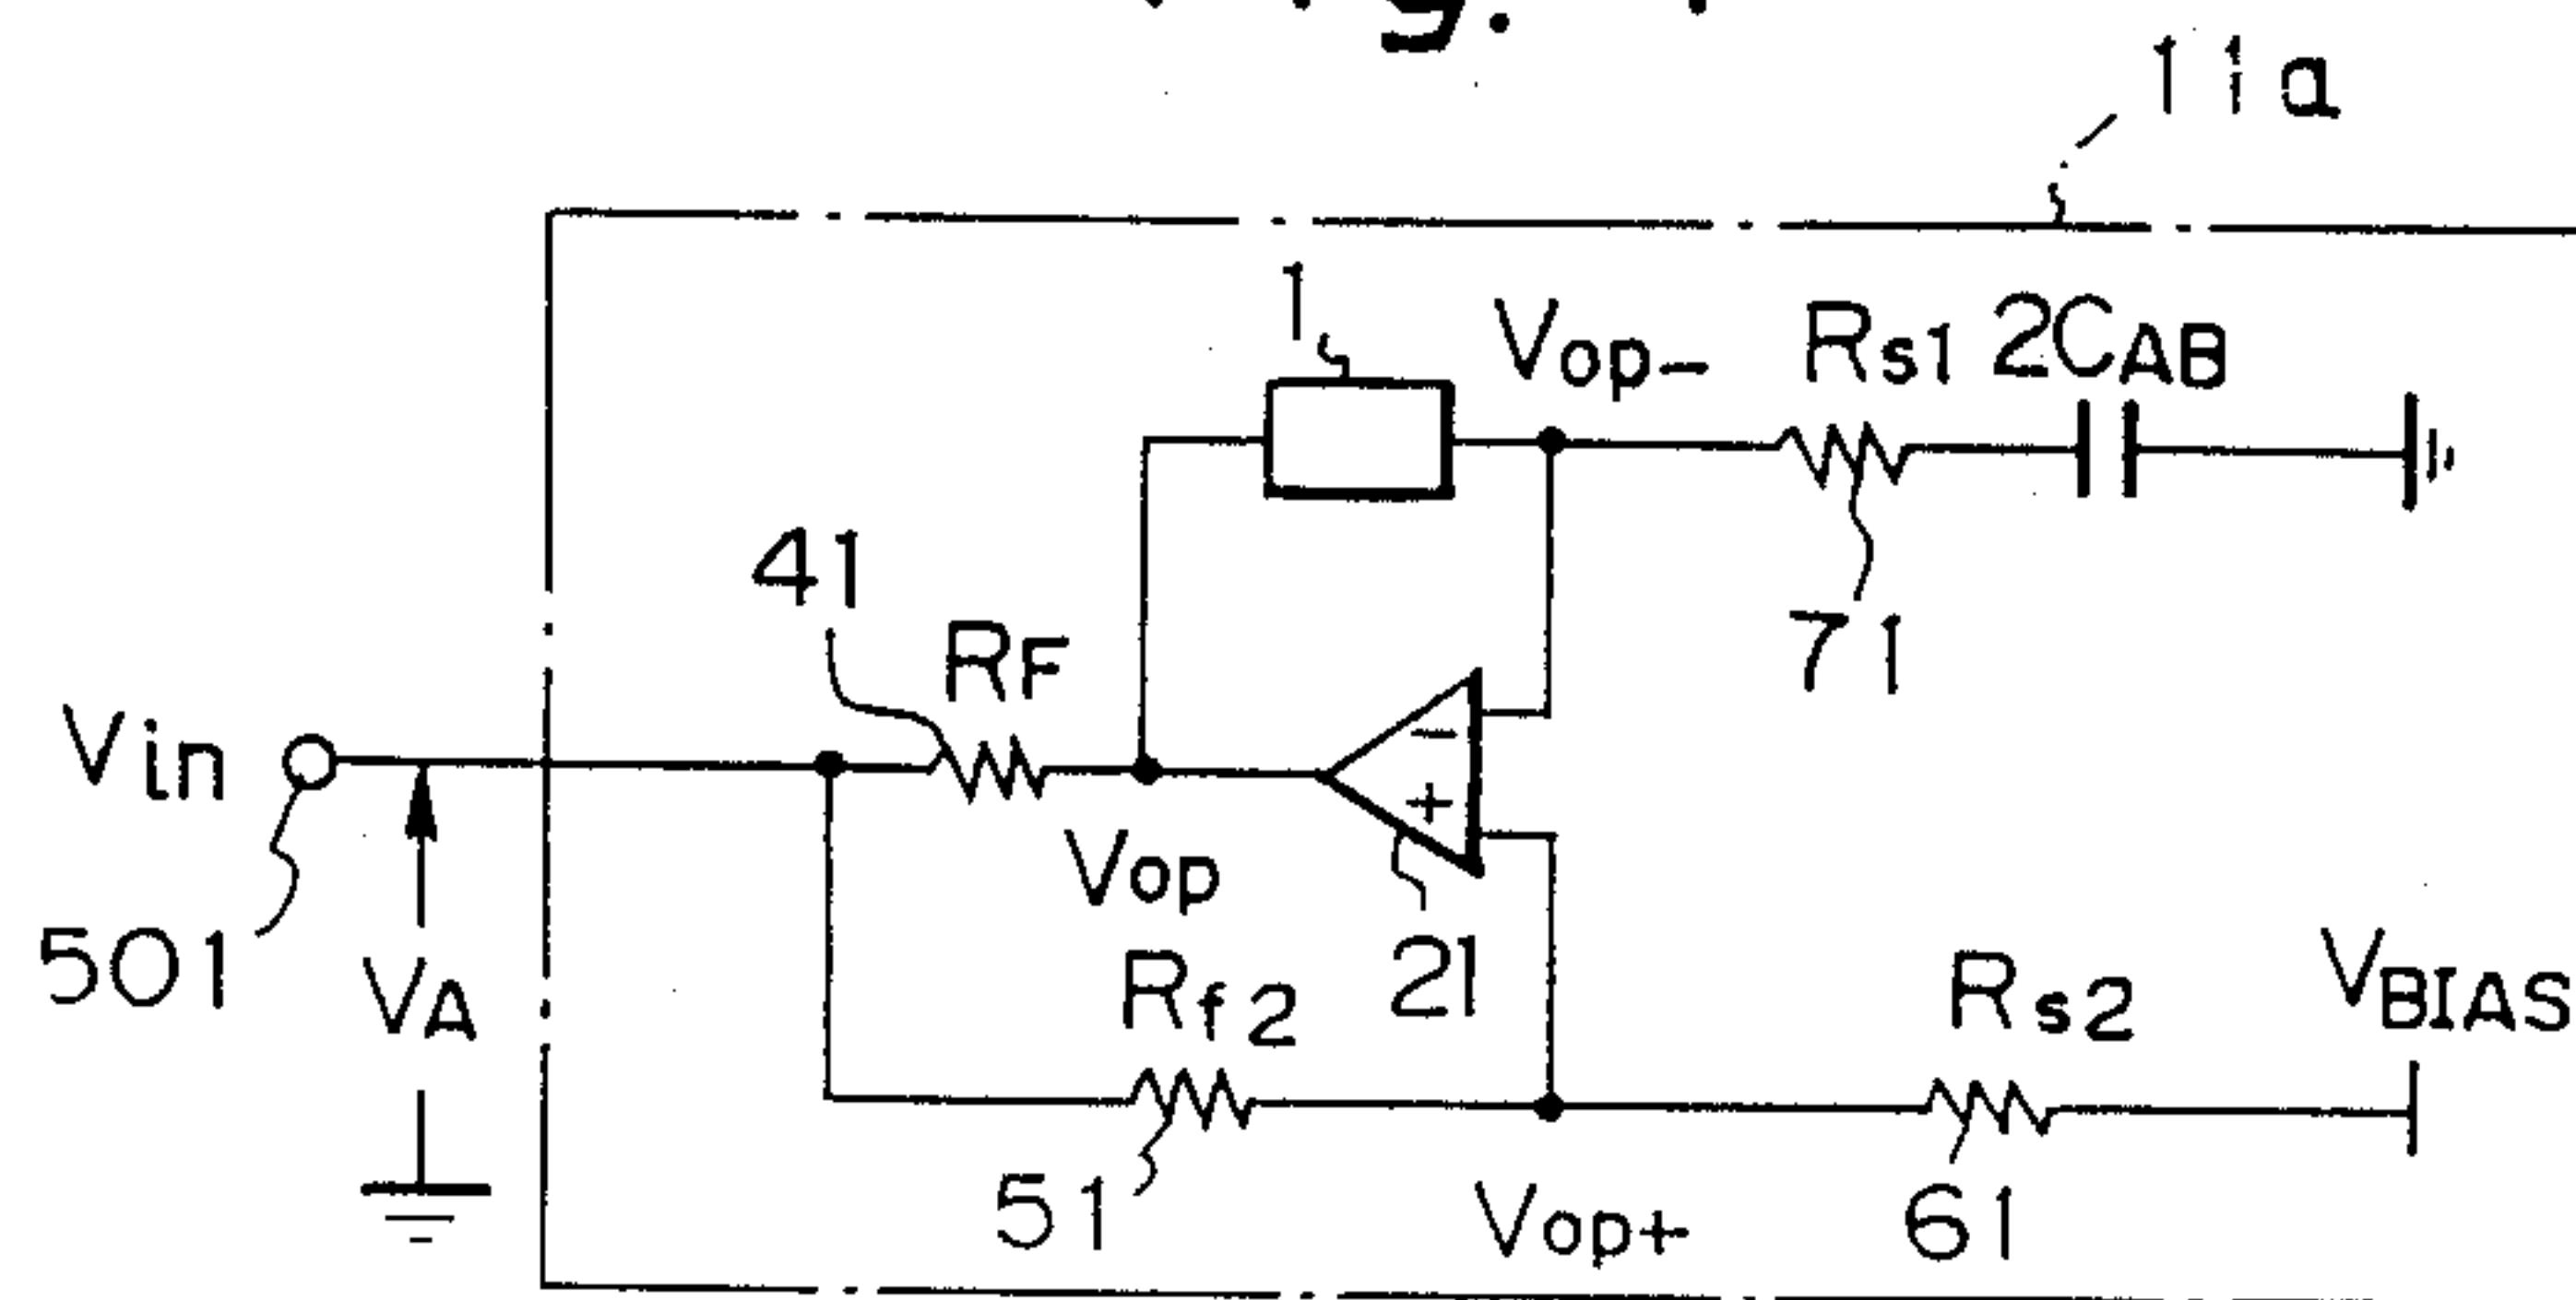 11a
1
Vop-
Rs1
2CAB
41
RF
71
Vin
501
VA
Vop
-
+
21
Rf2
51
Vop+
Rs2
61
VBIAS